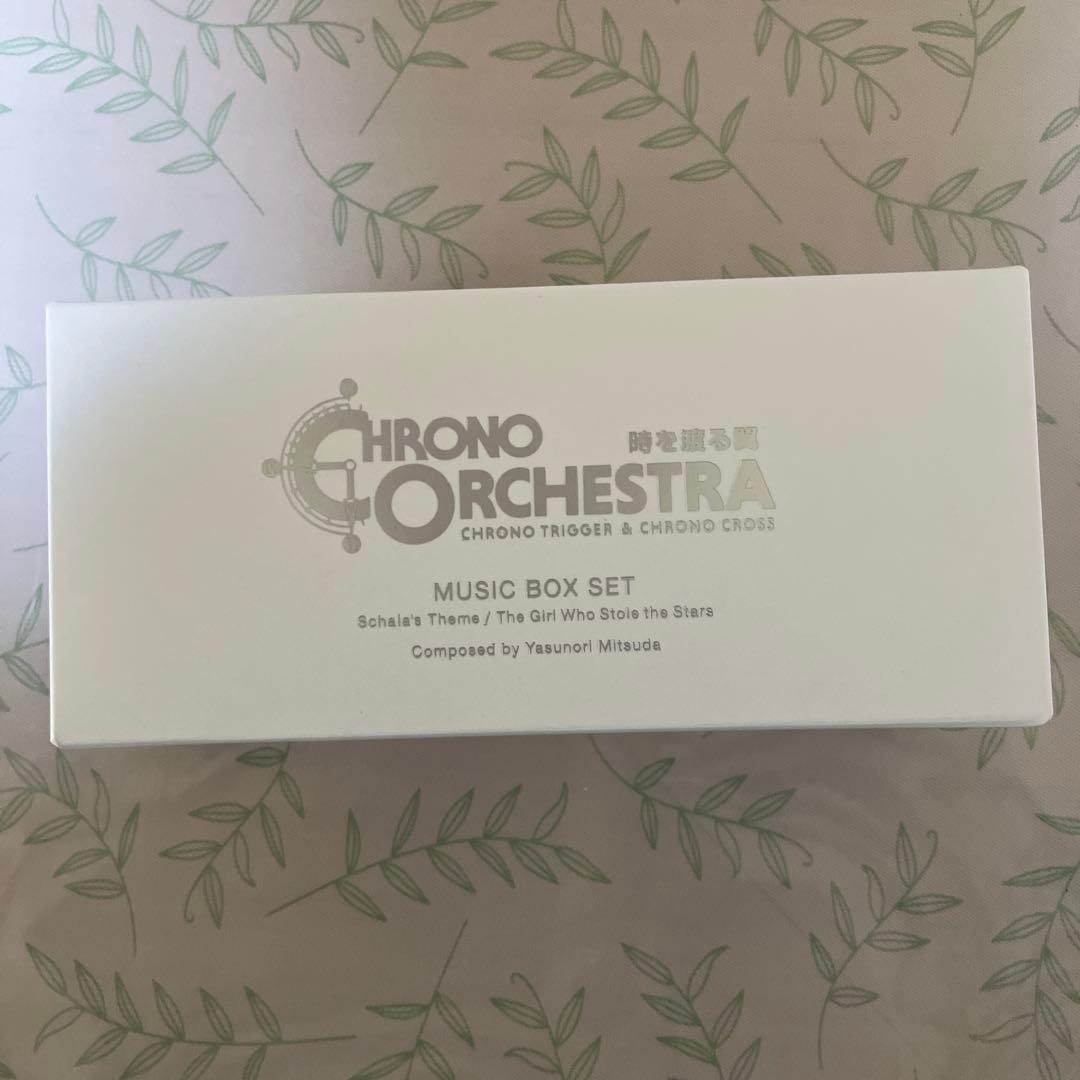 CHRONO
時を渡る翼
ORCHESTRA
CHRONO TRIGGER & CHRONO CROSS
MUSIC BOX SET
Schala's Theme / The Girl Who Stole the Stars
Composed by Yasunori Mitsuda